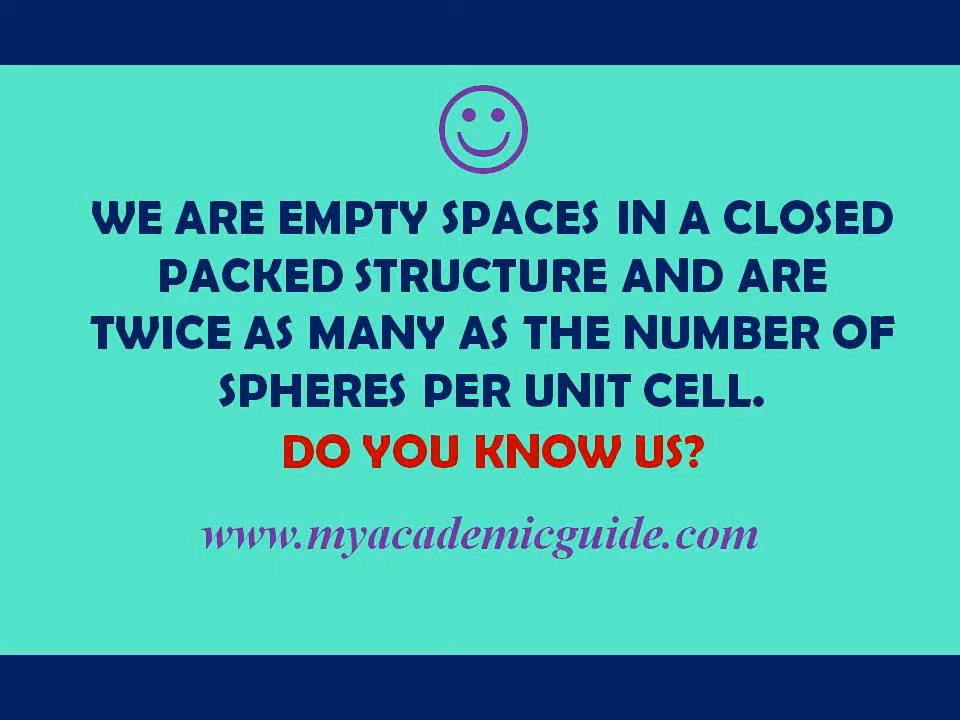 WE ARE EMPTY SPACES IN A CLOSED
PACKED STRUCTURE AND ARE
TWICE AS MANY AS THE NUMBER OF
SPHERES PER UNIT CELL.
DO YOU KNOW US?
www.myacademicguide.com